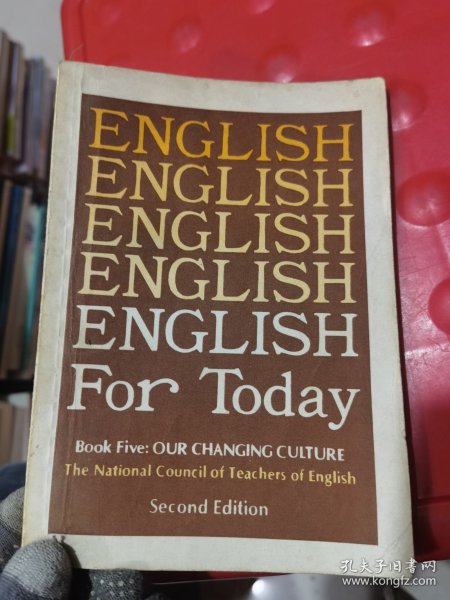 ENGLISH
ENGLISH
ENGLISH
ENGLISH
ENGLISH
For Today
Book Five: OUR CHANGING CULTURE
The National Council of Teachers of English
Second Edition
孔夫子旧书网
www.kongfz.com